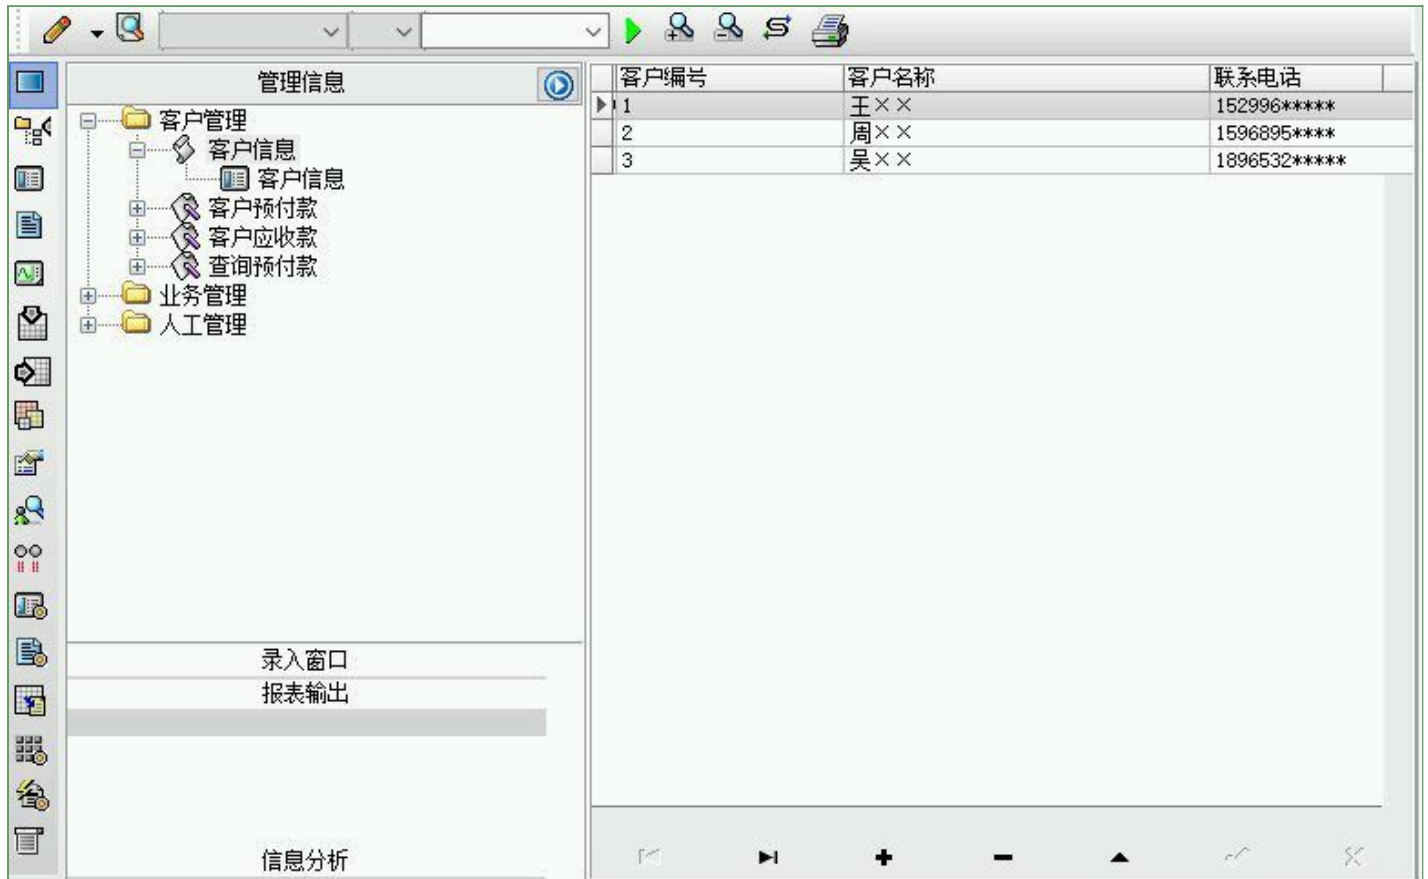 管理信息
客户管理
客户信息
客户信息
客户预付款
客户应收款
查询预付款
业务管理
人工管理
录入窗口
报表输出
信息分析
客户编号 客户名称 联系电话
1 王×× 152996*****
2 周×× 1596895****
3 吴×× 1896532*****